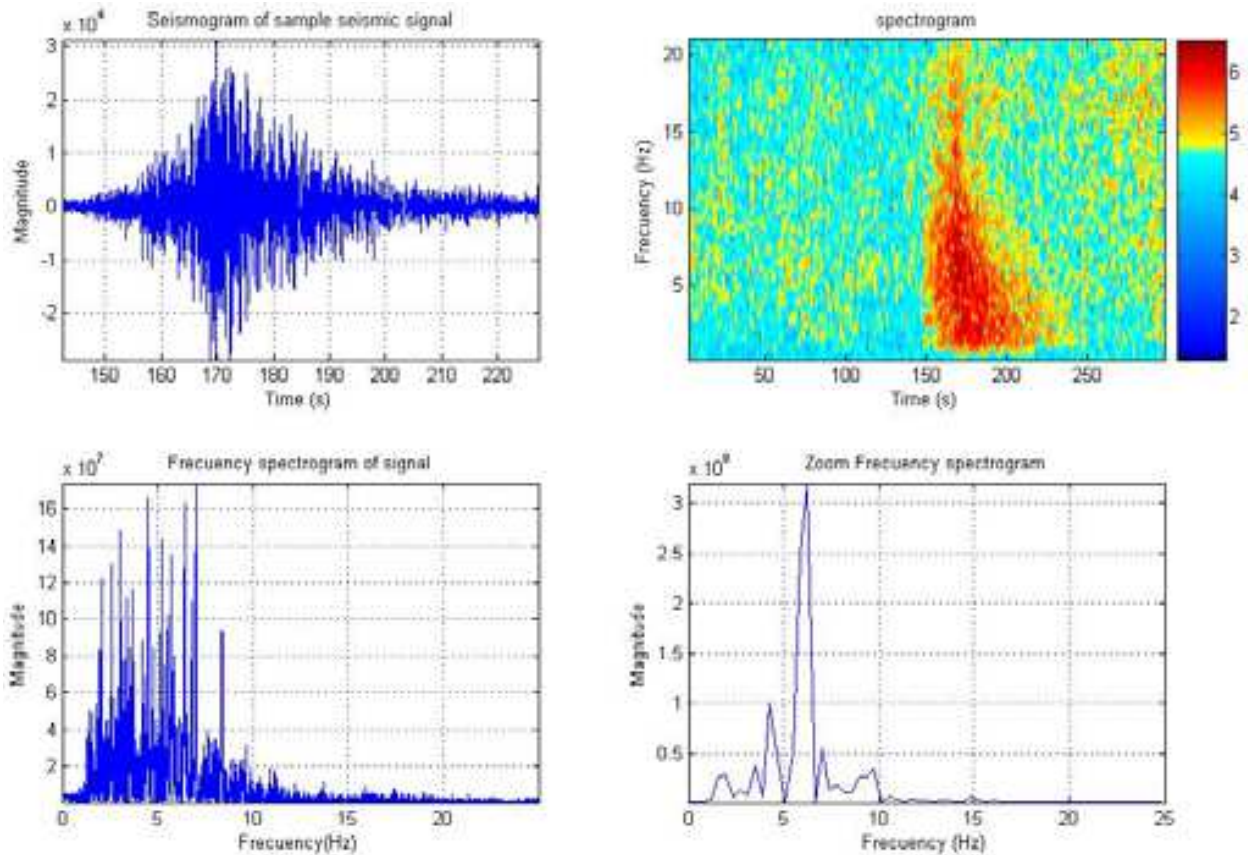 x 10⁴
Seismogram of sample seismic signal
3
2
1
0
-1
-2
Magnitude
150 160 170 180 190 200 210 220
Time (s)
spectrogram
20
15
10
5
Frecuency (Hz)
50 100 150 200 250
Time (s)
6
5
4
3
2
x 10⁷
Frecuency spectrogram of signal
16
14
12
10
8
6
4
2
Magnitude
0 5 10 15 20
Frecuency(Hz)
Zoom Frecuency spectrogram
3
2.5
2
1.5
1
0.5
Magnitude
0 5 10 15 20 25
Frecuency (Hz)